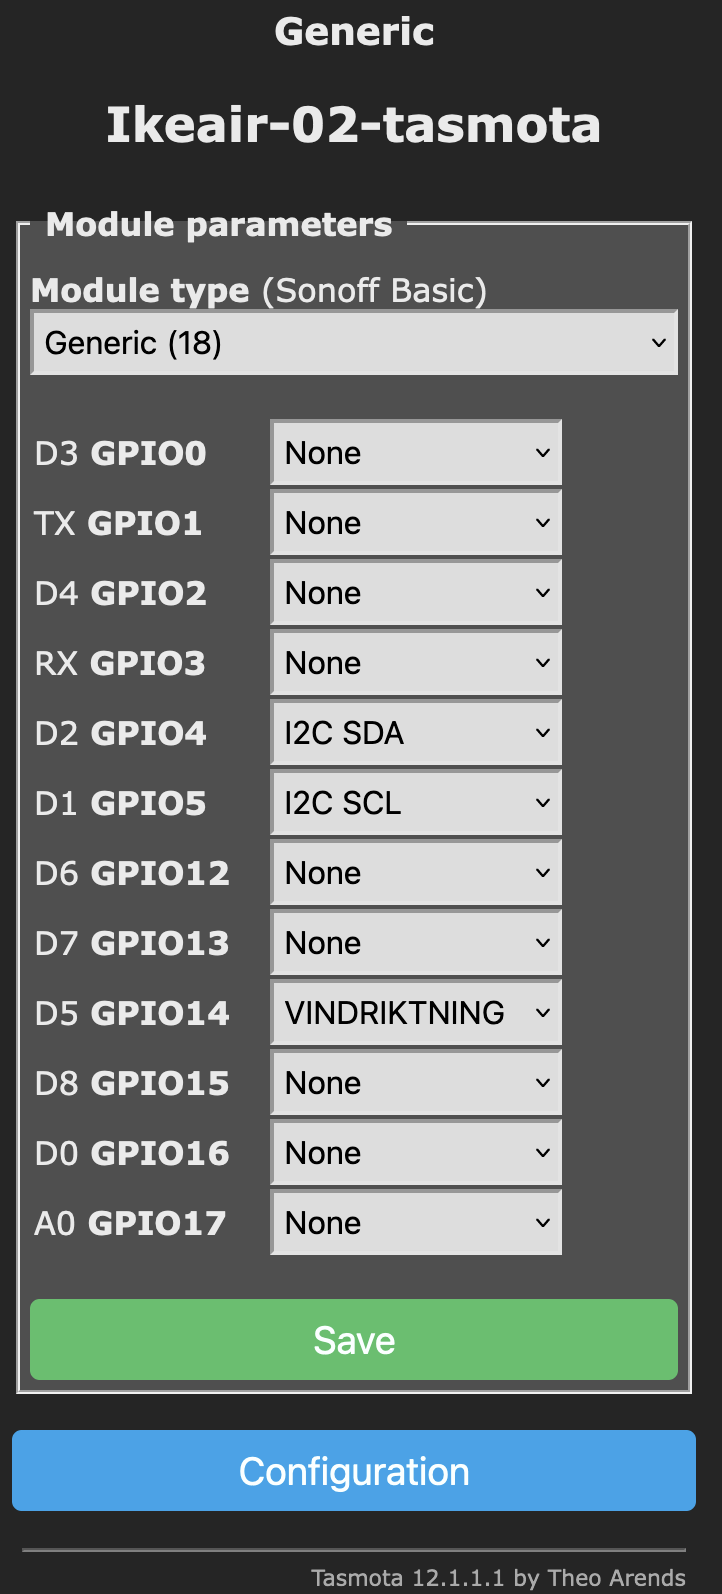 Generic
Ikeair-02-tasmota
Module parameters
Module type (Sonoff Basic)
Generic (18)
D3 GPIO0 None
TX GPIO1 None
D4 GPIO2 None
RX GPIO3 None
D2 GPIO4 I2C SDA
D1 GPIO5 I2C SCL
D6 GPIO12 None
D7 GPIO13 None
D5 GPIO14 VINDRIKTNING
D8 GPIO15 None
D0 GPIO16 None
A0 GPIO17 None
Save
Configuration
Tasmota 12.1.1.1 by Theo Arends